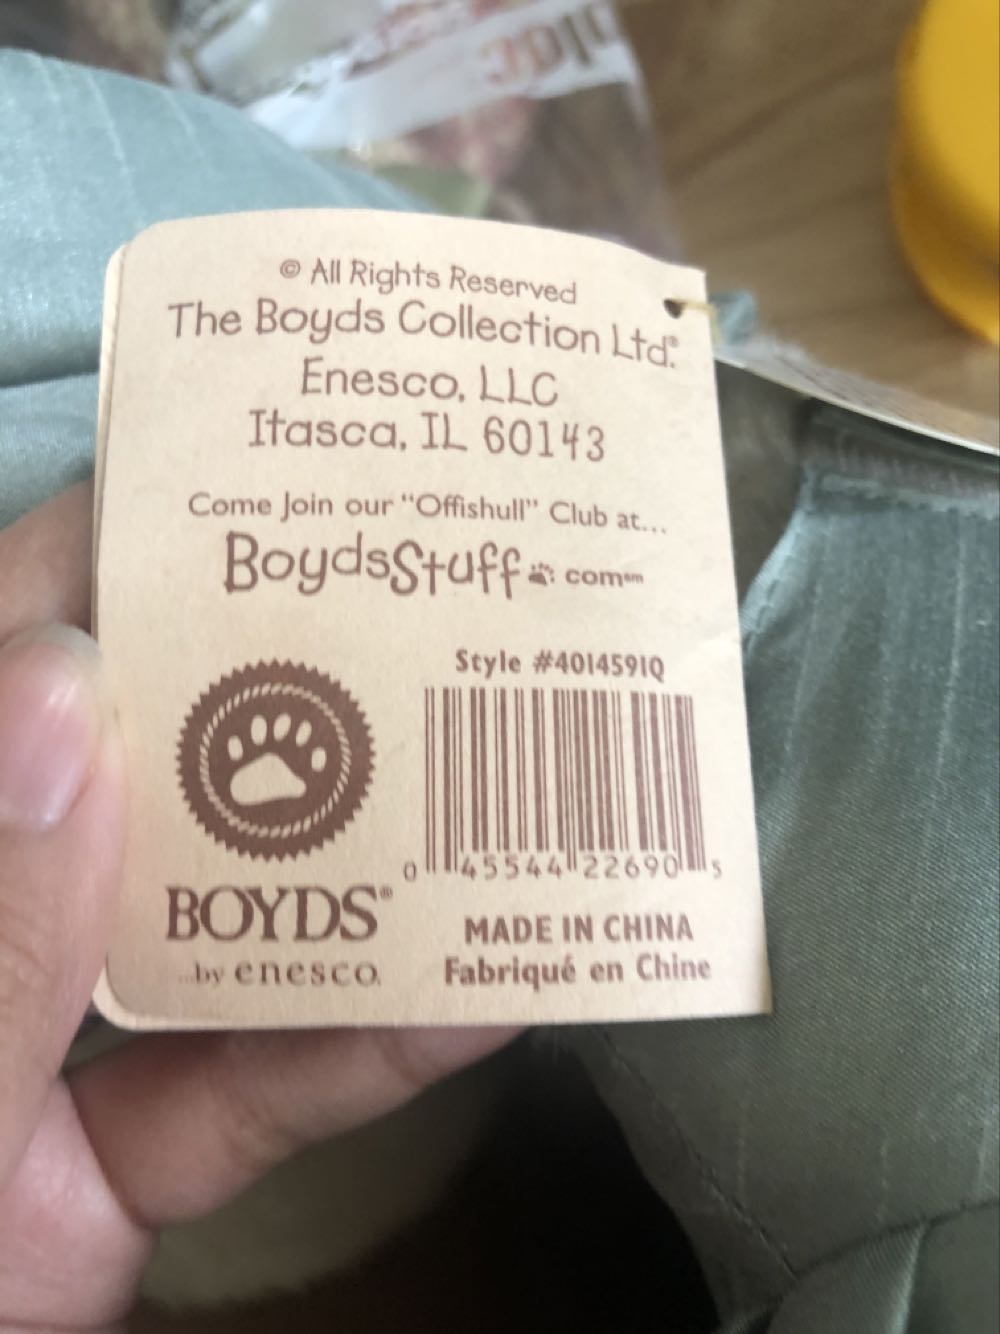 © All Rights Reserved
The Boyds Collection Ltd.®
Enesco, LLC
Itasca, IL 60143
Come Join our "Offishull" Club at...
BoydsStuff.com℠
Style #4014591Q
0 45544 22690 5
BOYDS®
...by enesco.
MADE IN CHINA
Fabriqué en Chine